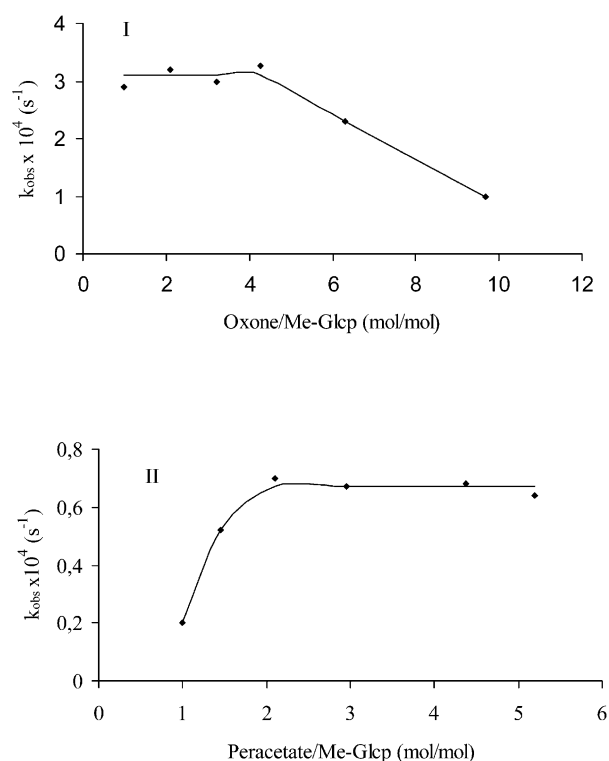 I
4
3
2
1
0
kobs x 10⁴ (s⁻¹)
0 2 4 6 8 10 12
Oxone/Me-Glcp (mol/mol)
II
0,8
0,6
0,4
0,2
0
kobs x10⁴ (s⁻¹)
0 1 2 3 4 5 6
Peracetate/Me-Glcp (mol/mol)